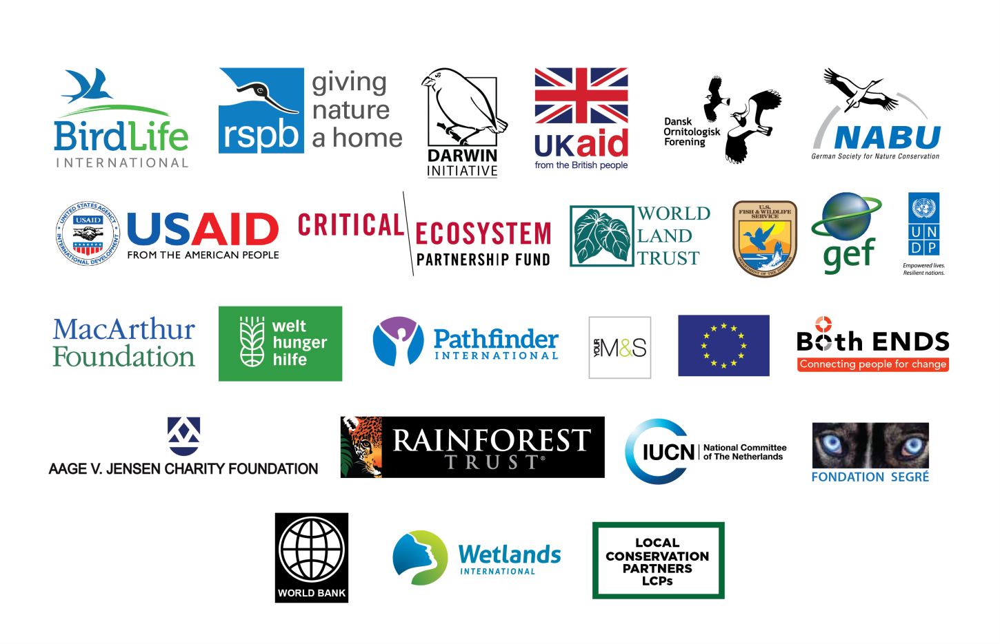 BirdLife
INTERNATIONAL
rspb
giving
nature
a home
DARWIN
INITIATIVE
UKaid
from the British people
Dansk
Ornitologisk
Forening
NABU
German Society for Nature Conservation
UNITED STATES AGENCY
USAID
INTERNATIONAL DEVELOPMENT
USAID
FROM THE AMERICAN PEOPLE
CRITICAL
ECOSYSTEM
PARTNERSHIP FUND
WORLD
LAND
TRUST
U.S.
FISH & WILDLIFE
SERVICE
DEPARTMENT OF THE INTERIOR
gef
U N
D P
Empowered lives.
Resilient nations.
MacArthur
Foundation
welt
hunger
hilfe
Pathfinder
INTERNATIONAL
YOUR
M&S
Both ENDS
Connecting people for change
AAGE V. JENSEN CHARITY FOUNDATION
RAINFOREST
TRUST®
IUCN
National Committee
of The Netherlands
FONDATION SEGRÉ
WORLD BANK
Wetlands
INTERNATIONAL
LOCAL
CONSERVATION
PARTNERS
LCPs